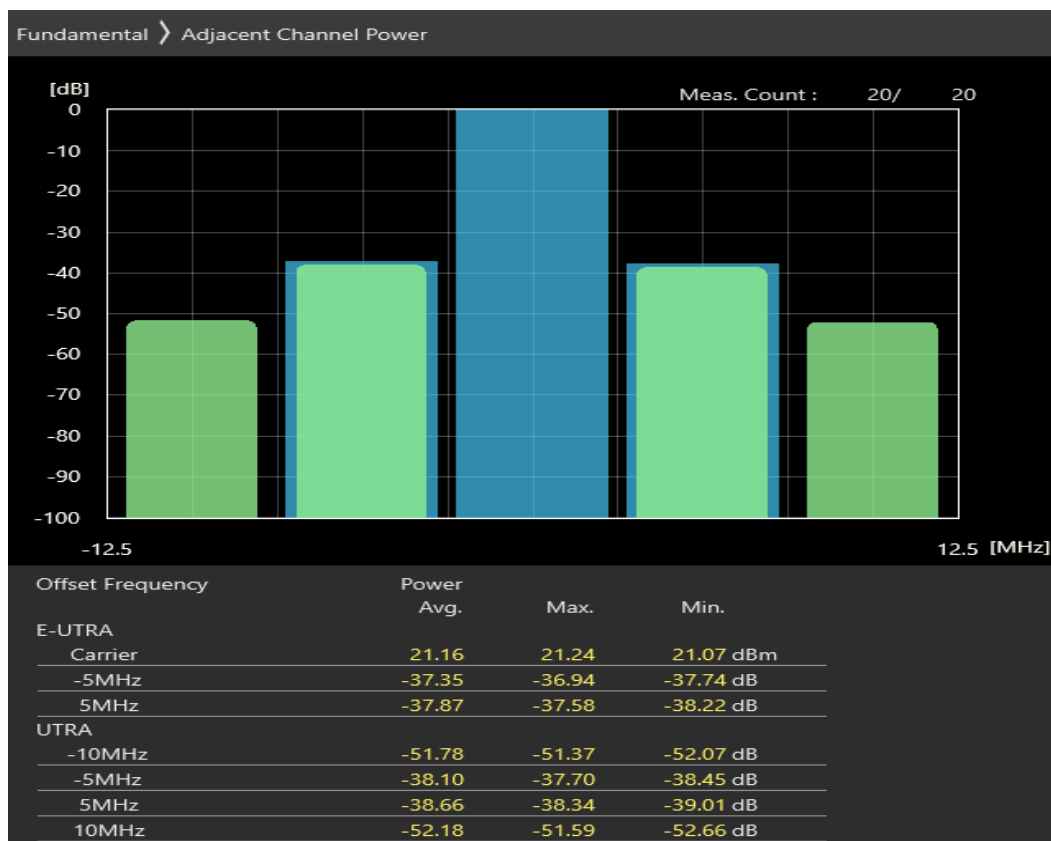 Fundamental 〉 Adjacent Channel Power
[dB]
Meas. Count : 20/ 20
0
-10
-20
-30
-40
-50
-60
-70
-80
-90
-100
-12.5 12.5 [MHz]
Offset Frequency Power
Avg. Max. Min.
E-UTRA
Carrier 21.16 21.24 21.07 dBm
-5MHz -37.35 -36.94 -37.74 dB
5MHz -37.87 -37.58 -38.22 dB
UTRA
-10MHz -51.78 -51.37 -52.07 dB
-5MHz -38.10 -37.70 -38.45 dB
5MHz -38.66 -38.34 -39.01 dB
10MHz -52.18 -51.59 -52.66 dB